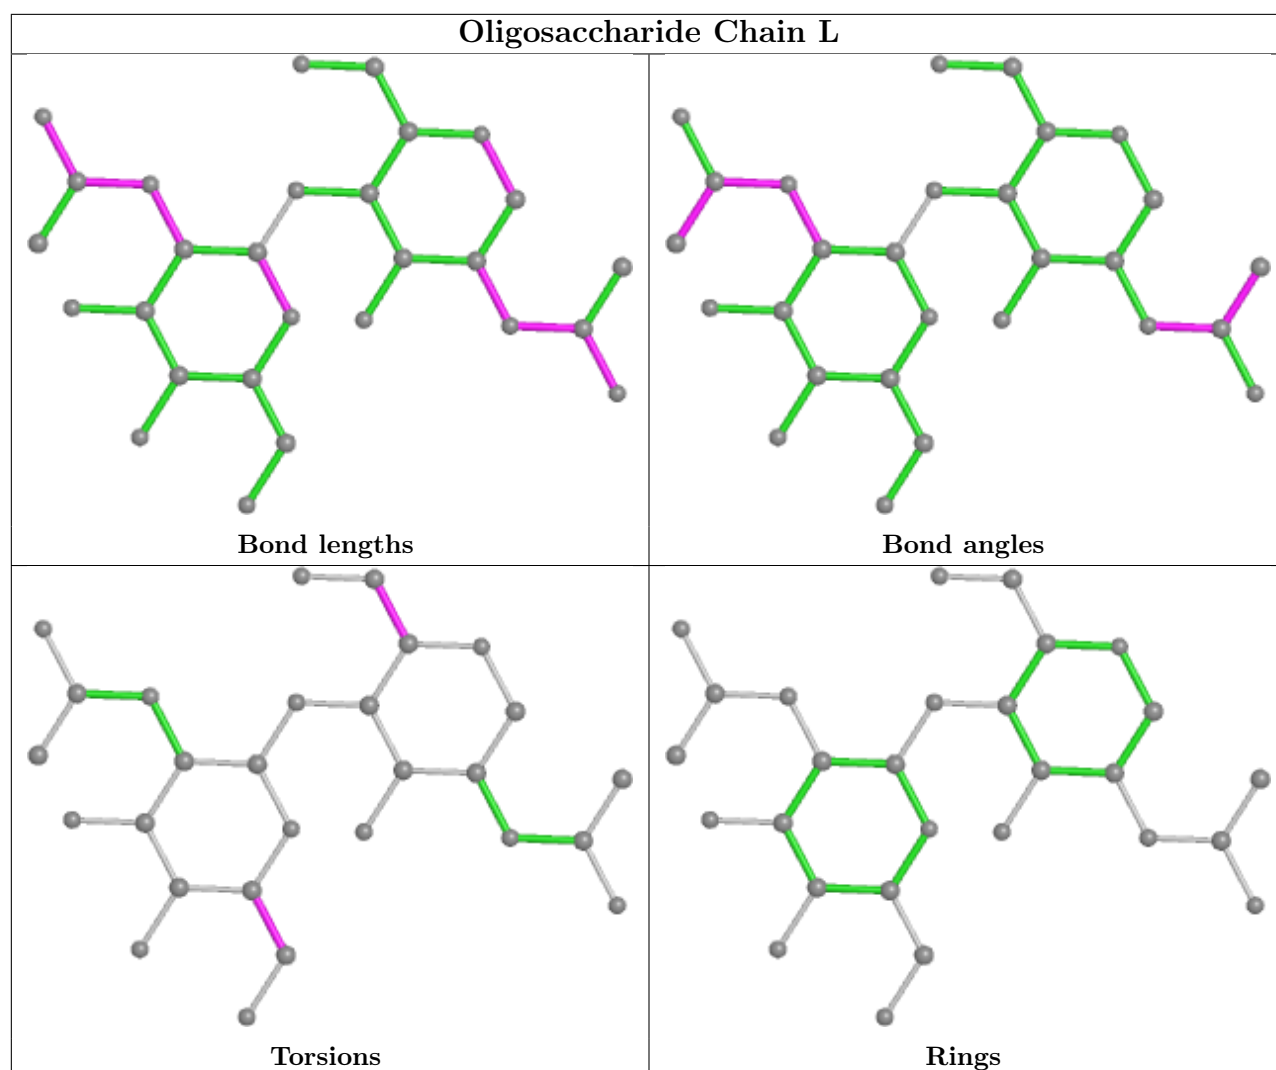 Oligosaccharide Chain L
Bond lengths
Bond angles
Torsions
Rings